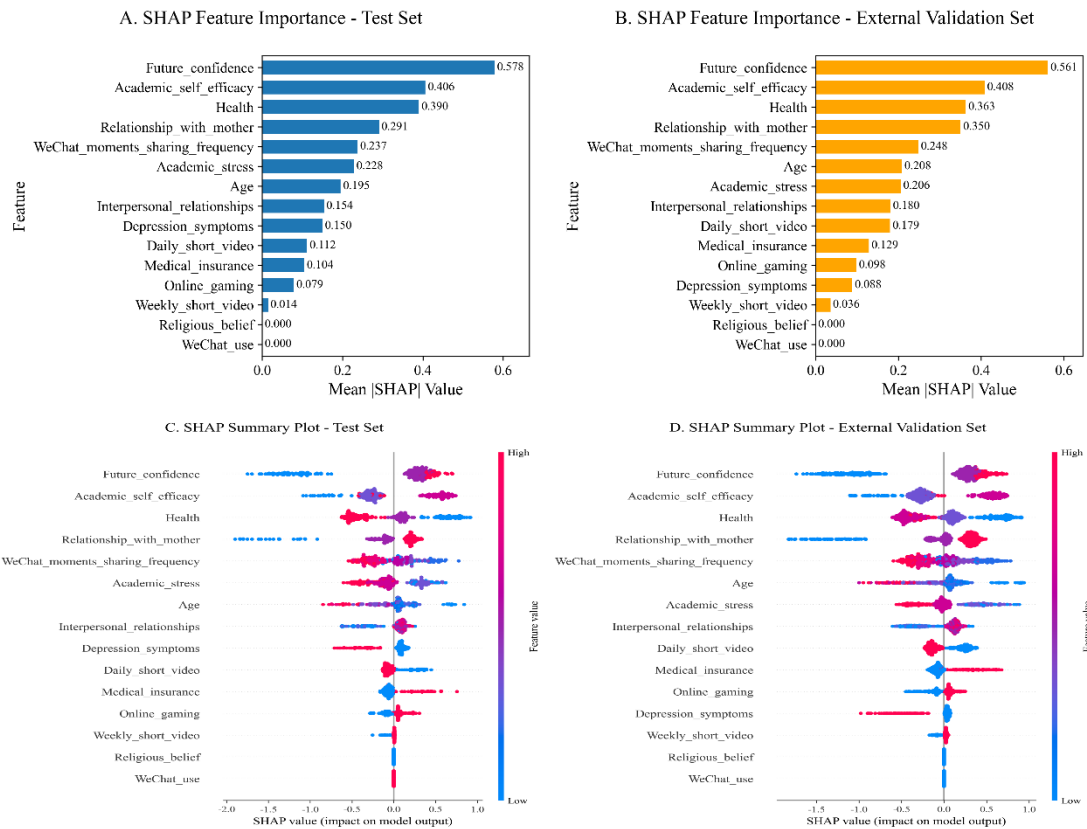 A. SHAP Feature Importance - Test Set
Feature
Future_confidence 0.578
Academic_self_efficacy 0.406
Health 0.390
Relationship_with_mother 0.291
WeChat_moments_sharing_frequency 0.237
Academic_stress 0.228
Age 0.195
Interpersonal_relationships 0.154
Depression_symptoms 0.150
Daily_short_video 0.112
Medical_insurance 0.104
Online_gaming 0.079
Weekly_short_video 0.014
Religious_belief 0.000
WeChat_use 0.000
0.0 0.2 0.4 0.6
Mean |SHAP| Value
B. SHAP Feature Importance - External Validation Set
Feature
Future_confidence 0.561
Academic_self_efficacy 0.408
Health 0.363
Relationship_with_mother 0.350
WeChat_moments_sharing_frequency 0.248
Age 0.208
Academic_stress 0.206
Interpersonal_relationships 0.180
Daily_short_video 0.179
Medical_insurance 0.129
Online_gaming 0.098
Depression_symptoms 0.088
Weekly_short_video 0.036
Religious_belief 0.000
WeChat_use 0.000
0.0 0.2 0.4 0.6
Mean |SHAP| Value
C. SHAP Summary Plot - Test Set
High
Future_confidence
Academic_self_efficacy
Health
Relationship_with_mother
WeChat_moments_sharing_frequency
Academic_stress
Age
Interpersonal_relationships
Depression_symptoms
Daily_short_video
Medical_insurance
Online_gaming
Weekly_short_video
Religious_belief
WeChat_use
Feature value
Low
-2.0 -1.5 -1.0 -0.5 0.0 0.5 1.0
SHAP value (impact on model output)
D. SHAP Summary Plot - External Validation Set
High
Future_confidence
Academic_self_efficacy
Health
Relationship_with_mother
WeChat_moments_sharing_frequency
Age
Academic_stress
Interpersonal_relationships
Daily_short_video
Medical_insurance
Online_gaming
Depression_symptoms
Weekly_short_video
Religious_belief
WeChat_use
Feature value
Low
-2.0 -1.5 -1.0 -0.5 0.0 0.5 1.0
SHAP value (impact on model output)